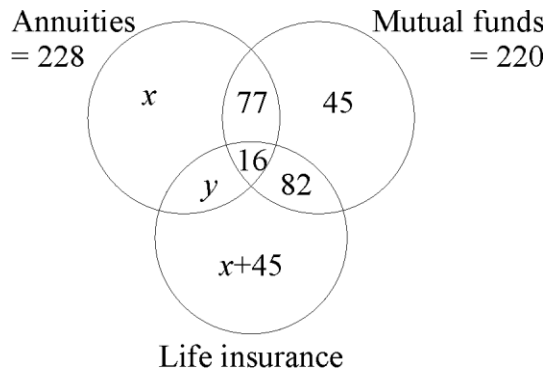 Annuities
= 228
Mutual funds
= 220
x
77
45
16
y
82
x+45
Life insurance